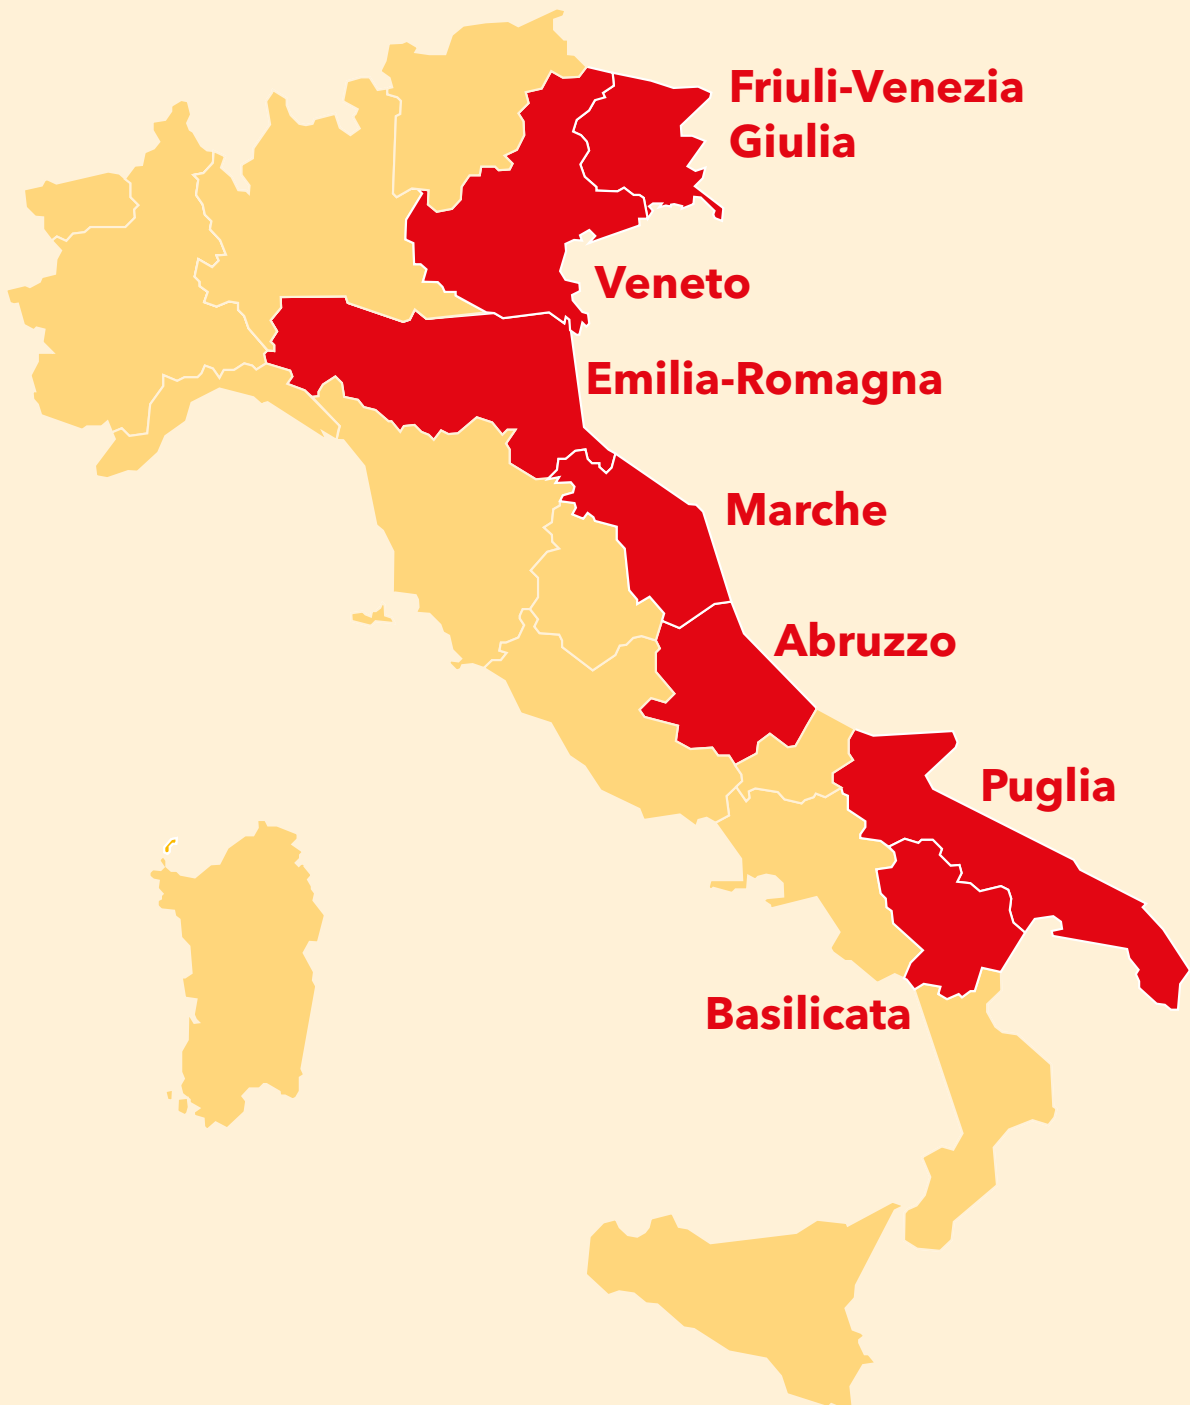 Friuli-Venezia
Giulia
Veneto
Emilia-Romagna
Marche
Abruzzo
Puglia
Basilicata